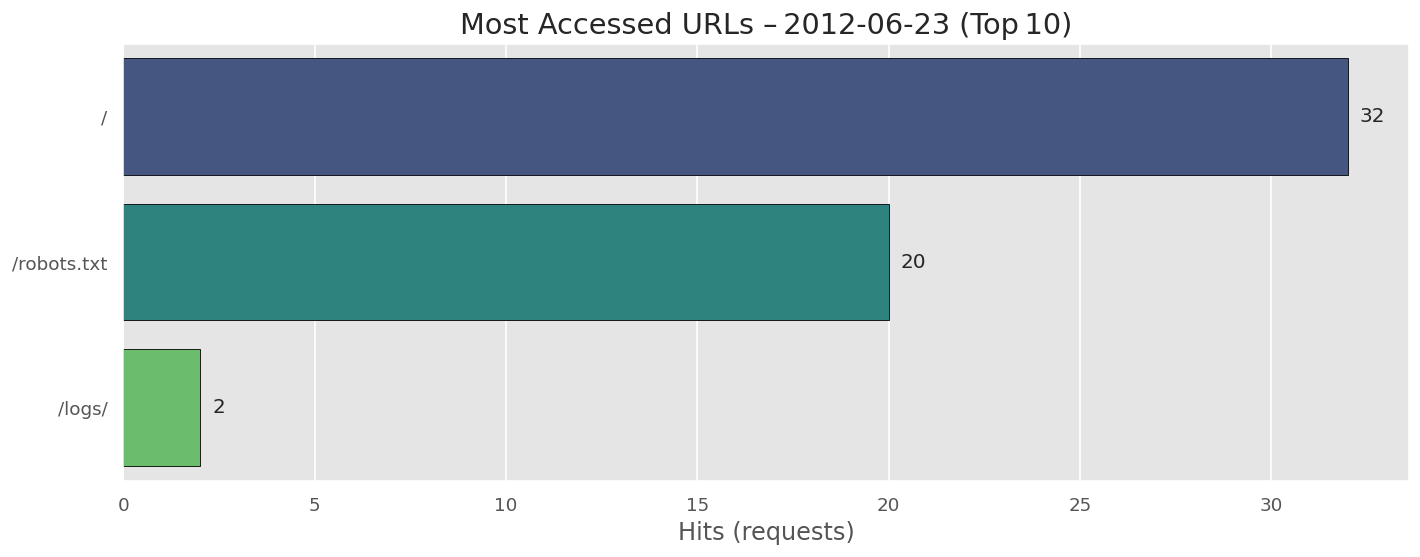 Most Accessed URLs – 2012-06-23 (Top 10)
/
32
/robots.txt
20
/logs/
2
0 5 10 15 20 25 30
Hits (requests)